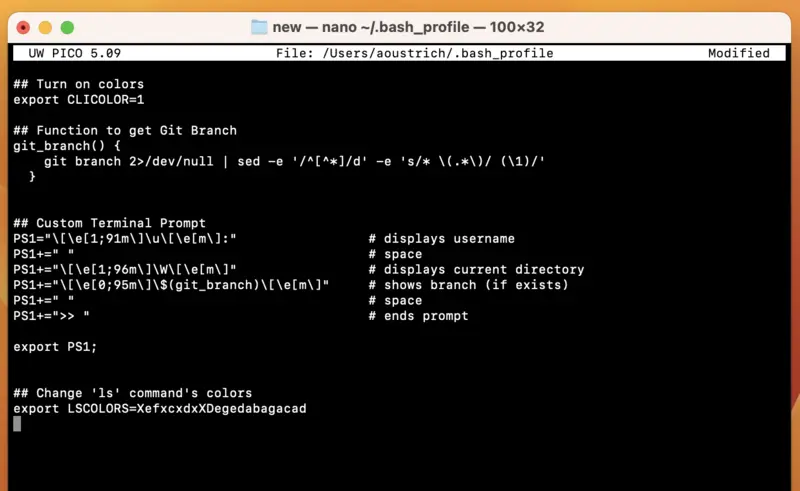 new — nano ~/.bash_profile — 100×32
UW PICO 5.09 File: /Users/aoustrich/.bash_profile Modified
## Turn on colors
export CLICOLOR=1
## Function to get Git Branch
git_branch() {
    git branch 2>/dev/null | sed -e '/^[^*]/d' -e 's/* \(.*\)/ (\1)/'
  }
## Custom Terminal Prompt
PS1="\[\e[1;91m\]\u\[\e[m\]:" # displays username
PS1+=" " # space
PS1+="\[\e[1;96m\]\W\[\e[m\]" # displays current directory
PS1+="\[\e[0;95m\]\$(git_branch)\[\e[m\]" # shows branch (if exists)
PS1+=" " # space
PS1+=">> " # ends prompt
export PS1;
## Change 'ls' command's colors
export LSCOLORS=XefxcxdxXDegedabagacad